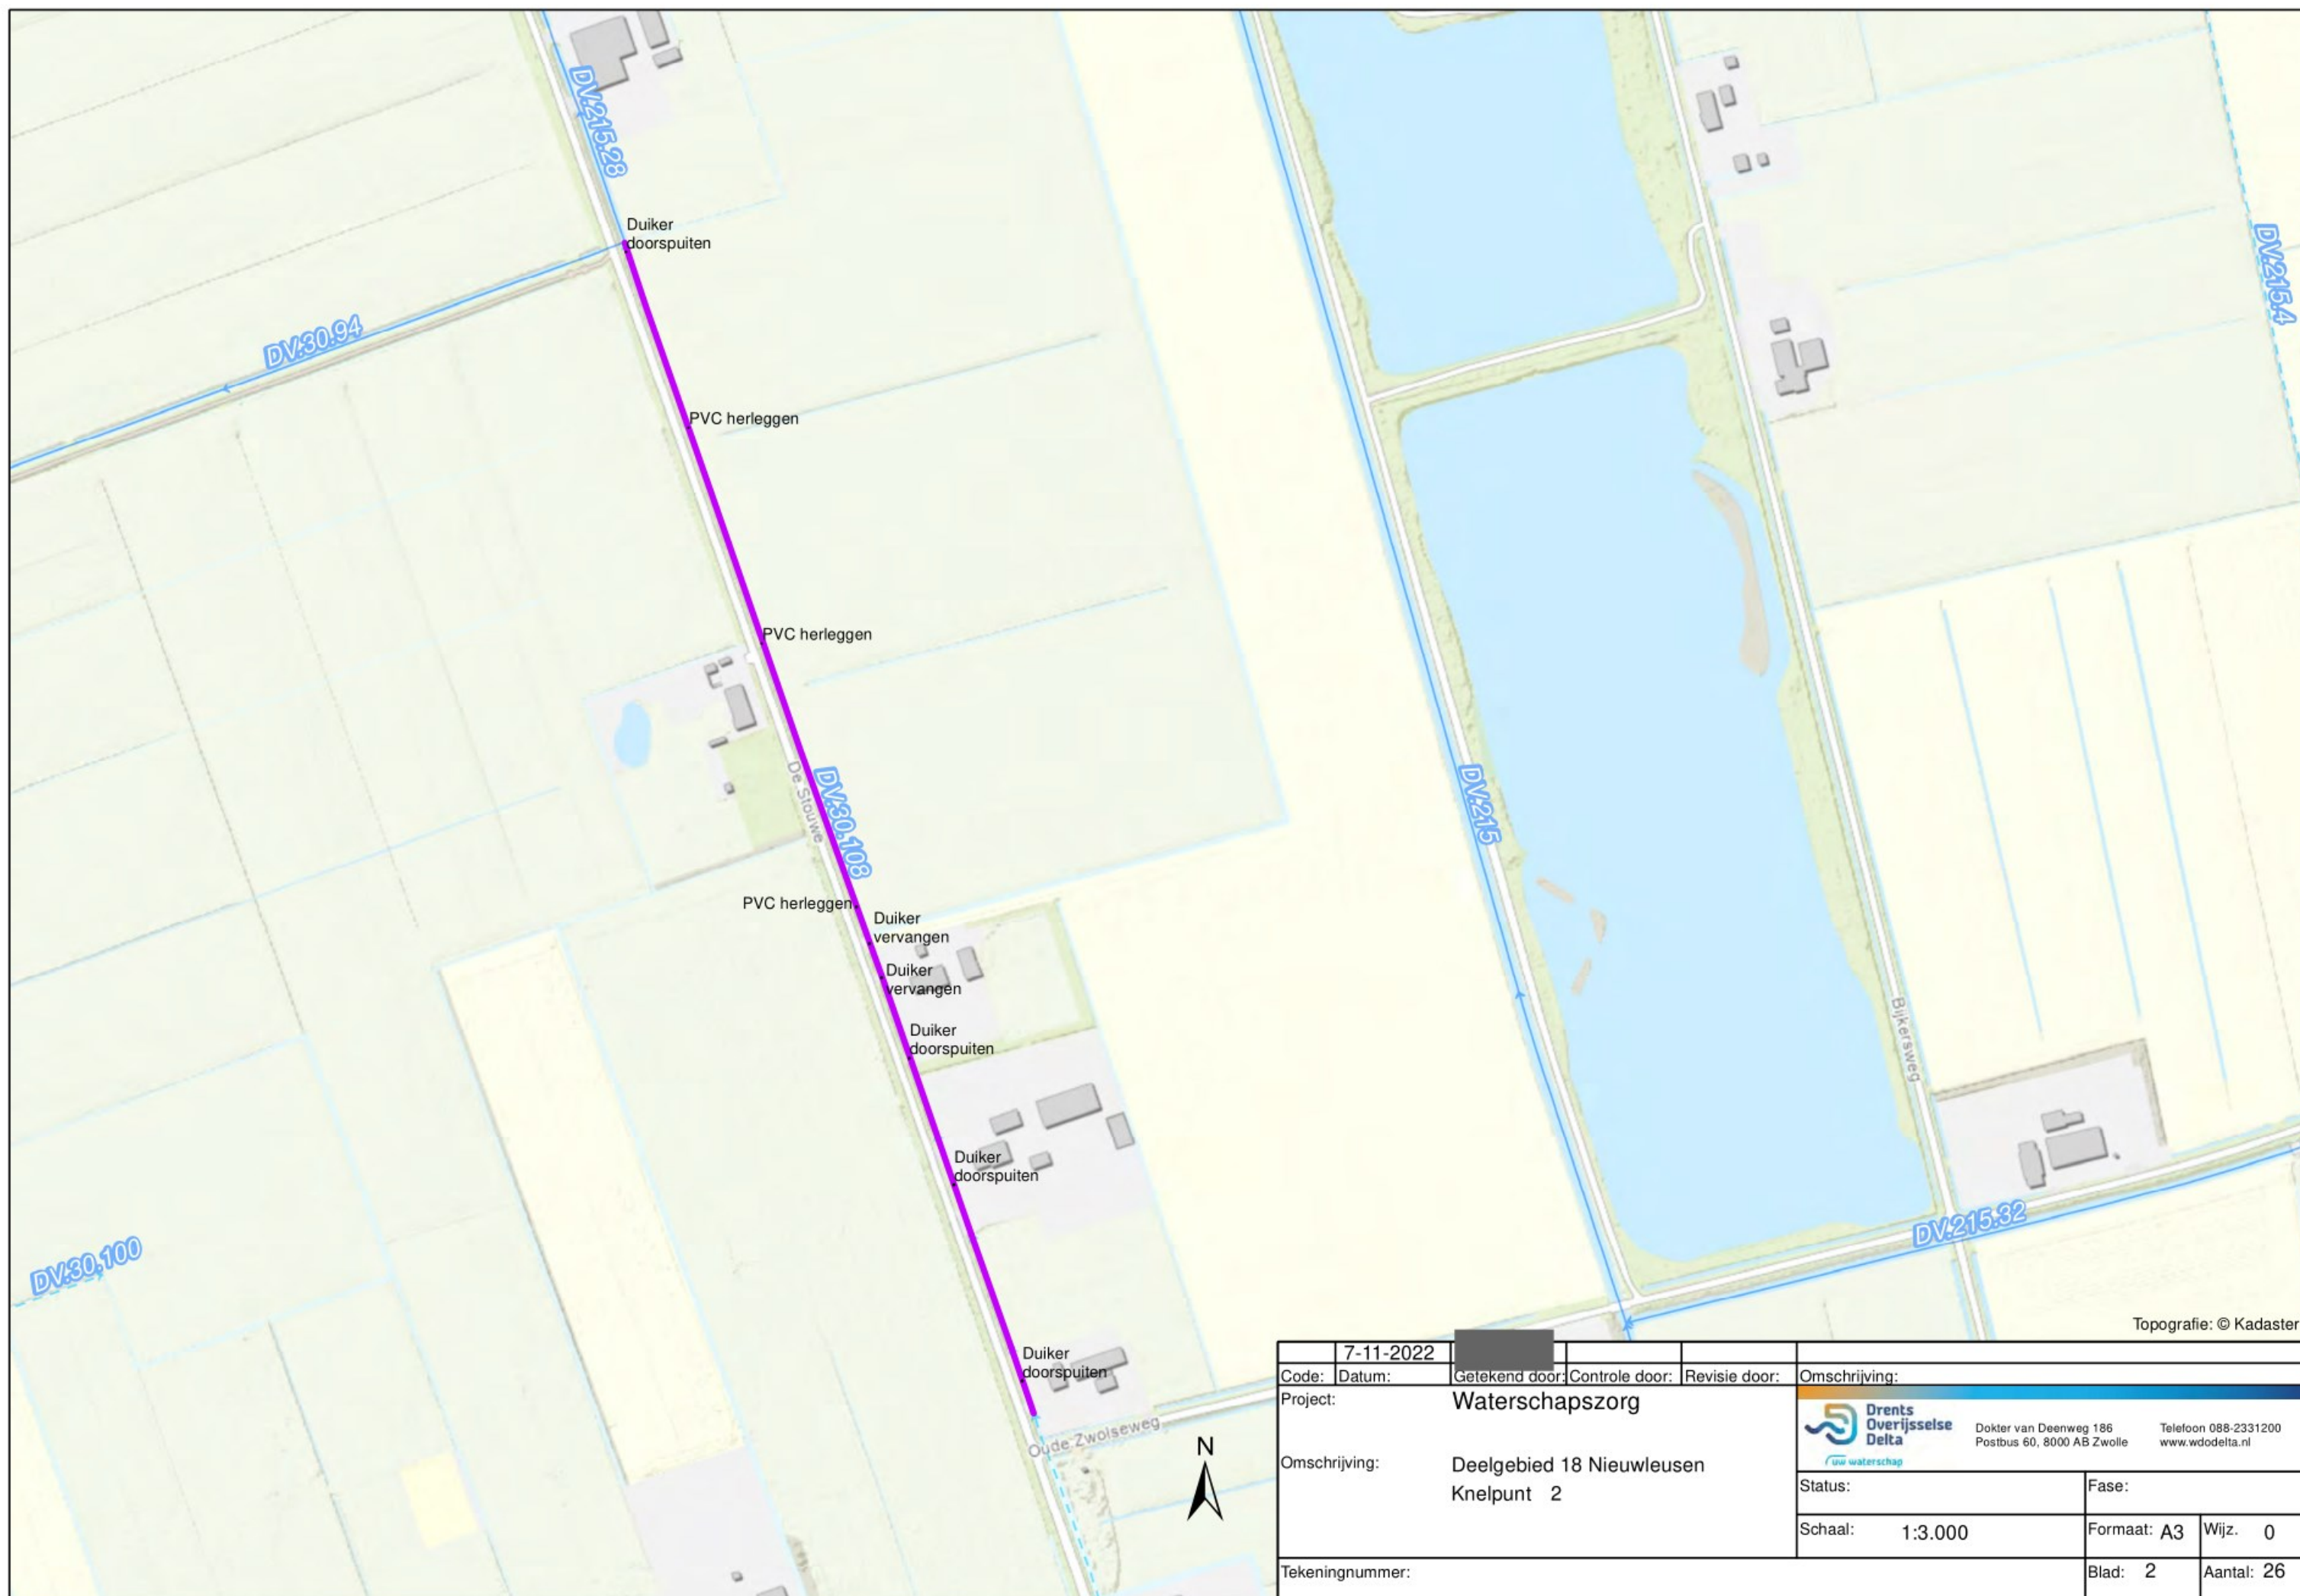 DV.215.28
Duiker
doorspuiten
DV.215.4
DV.30.94
PVC herleggen
PVC herleggen
De Stouwe
DV.30.108
DV.215
PVC herleggen
Duiker
vervangen
Duiker
vervangen
Duiker
doorspuiten
Bijkersweg
Duiker
doorspuiten
DV.215.32
DV.30.100
Duiker
doorspuiten
Oude Zwolseweg
N
Topografie: © Kadaster
7-11-2022
Code: Datum: Getekend door: Controle door: Revisie door: Omschrijving:
Project: Waterschapszorg
Drents
Overijsselse
Delta
uw waterschap
Dokter van Deenweg 186
Postbus 60, 8000 AB Zwolle
Telefoon 088-2331200
www.wdodelta.nl
Omschrijving: Deelgebied 18 Nieuwleusen
Knelpunt 2
Status: Fase:
Schaal: 1:3.000 Formaat: A3 Wijz. 0
Tekeningnummer: Blad: 2 Aantal: 26